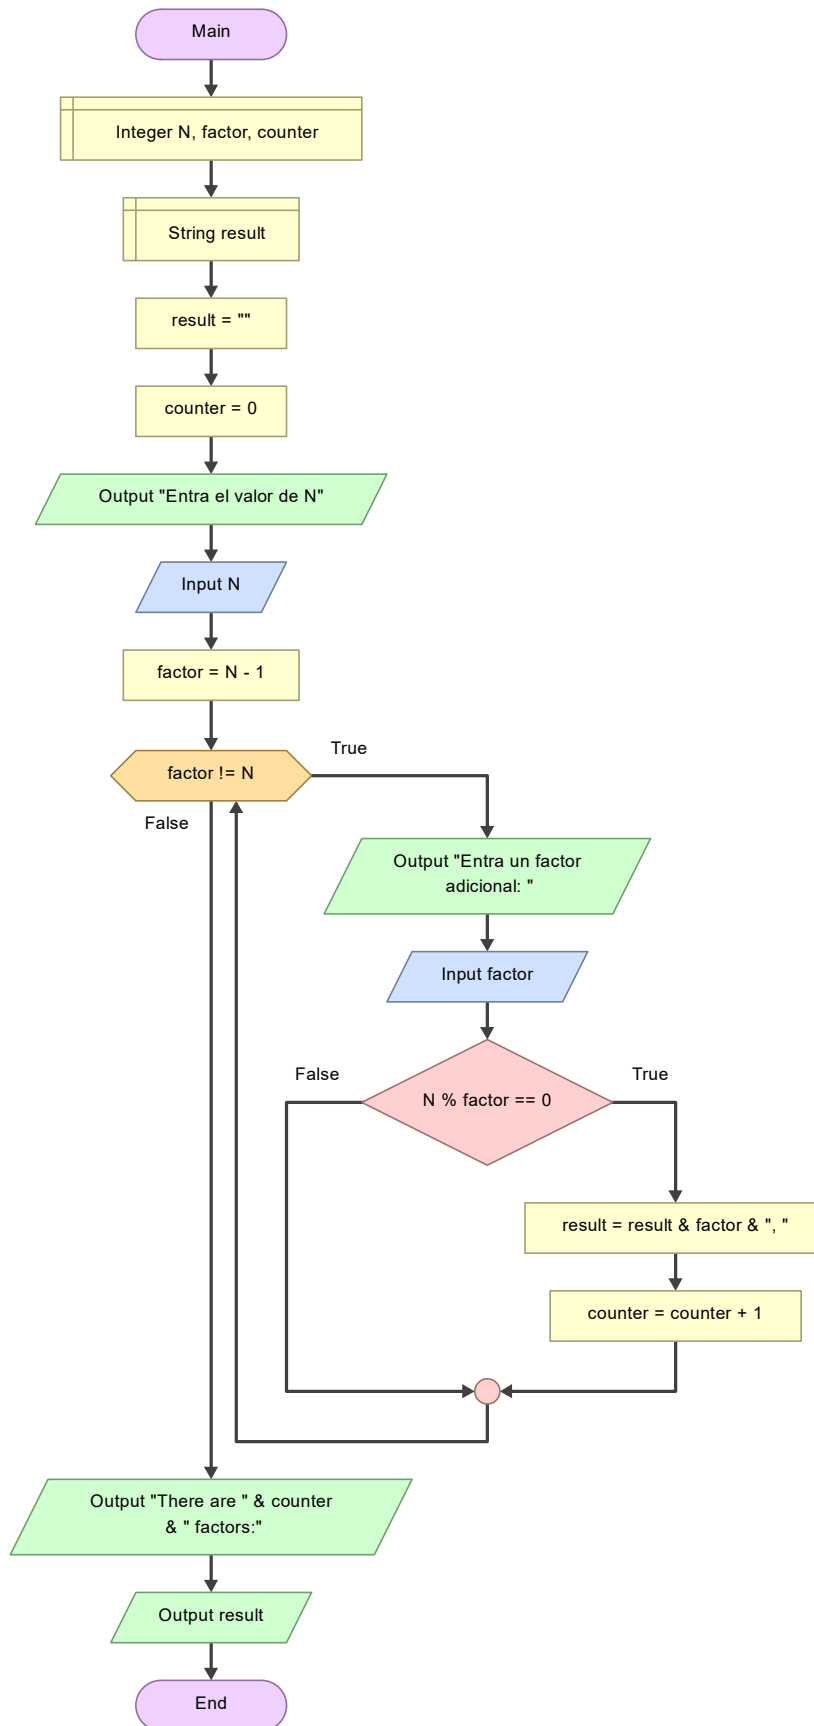 Main
Integer N, factor, counter
String result
result = ""
counter = 0
Output "Entra el valor de N"
Input N
factor = N - 1
factor != N
True
False
Output "Entra un factor
adicional: "
Input factor
N % factor == 0
False
True
result = result & factor & ", "
counter = counter + 1
Output "There are " & counter
& " factors:"
Output result
End